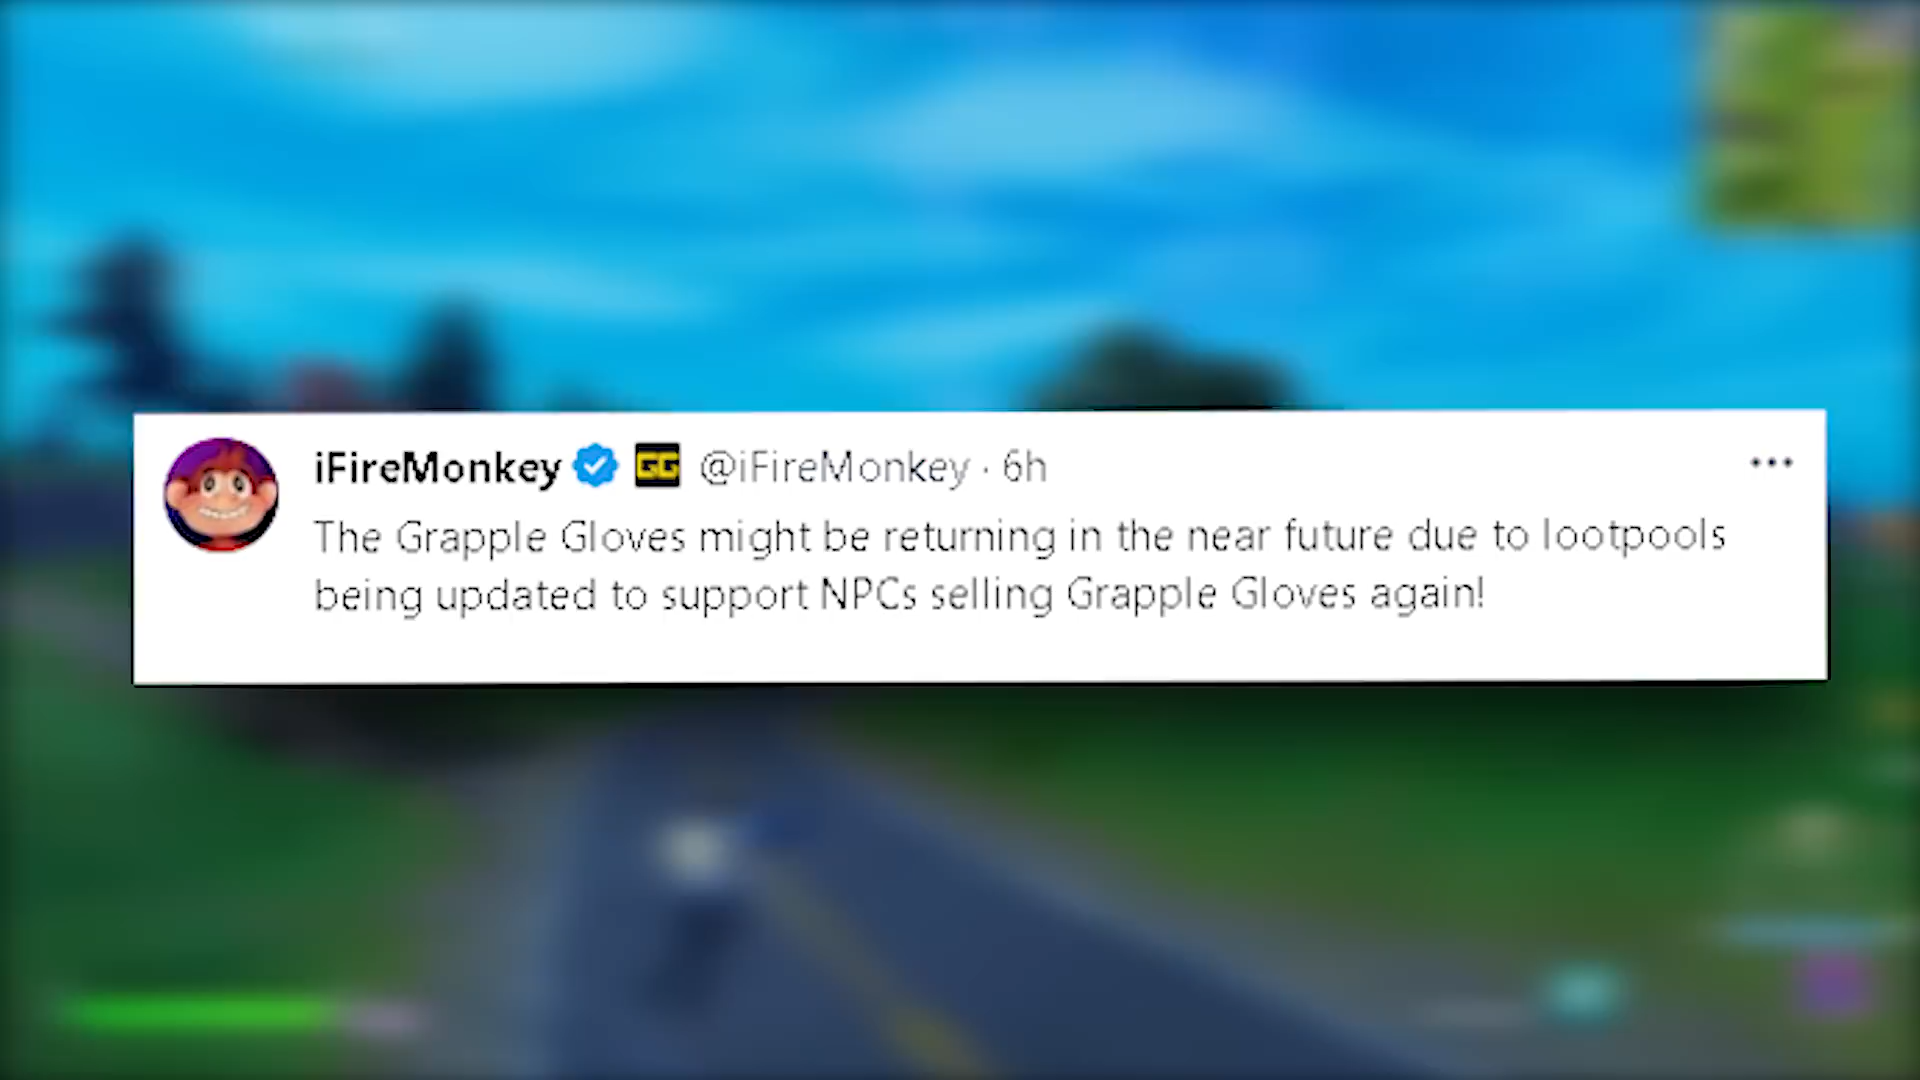 iFireMonkey GG @iFireMonkey · 6h
The Grapple Gloves might be returning in the near future due to lootpools
being updated to support NPCs selling Grapple Gloves again!